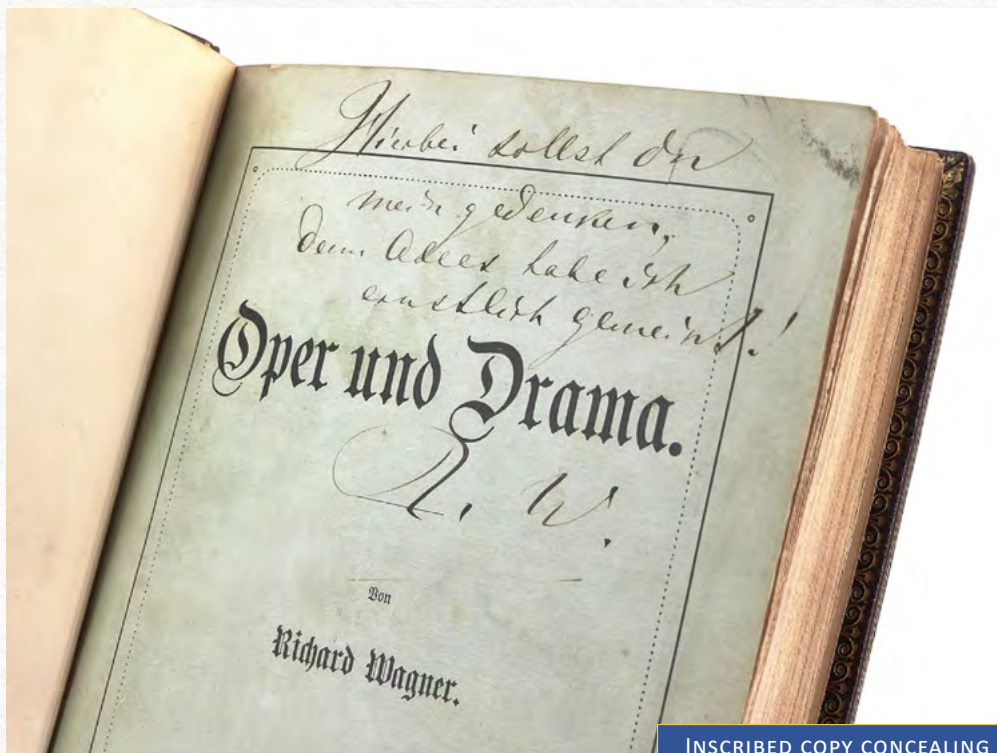 Hierbei sollst du
mein gedenken,
denn Alles habe ich
ernstlich gemeint!
Oper und Drama.
R. W.
Von
Richard Wagner.
INSCRIBED COPY CONCEALING